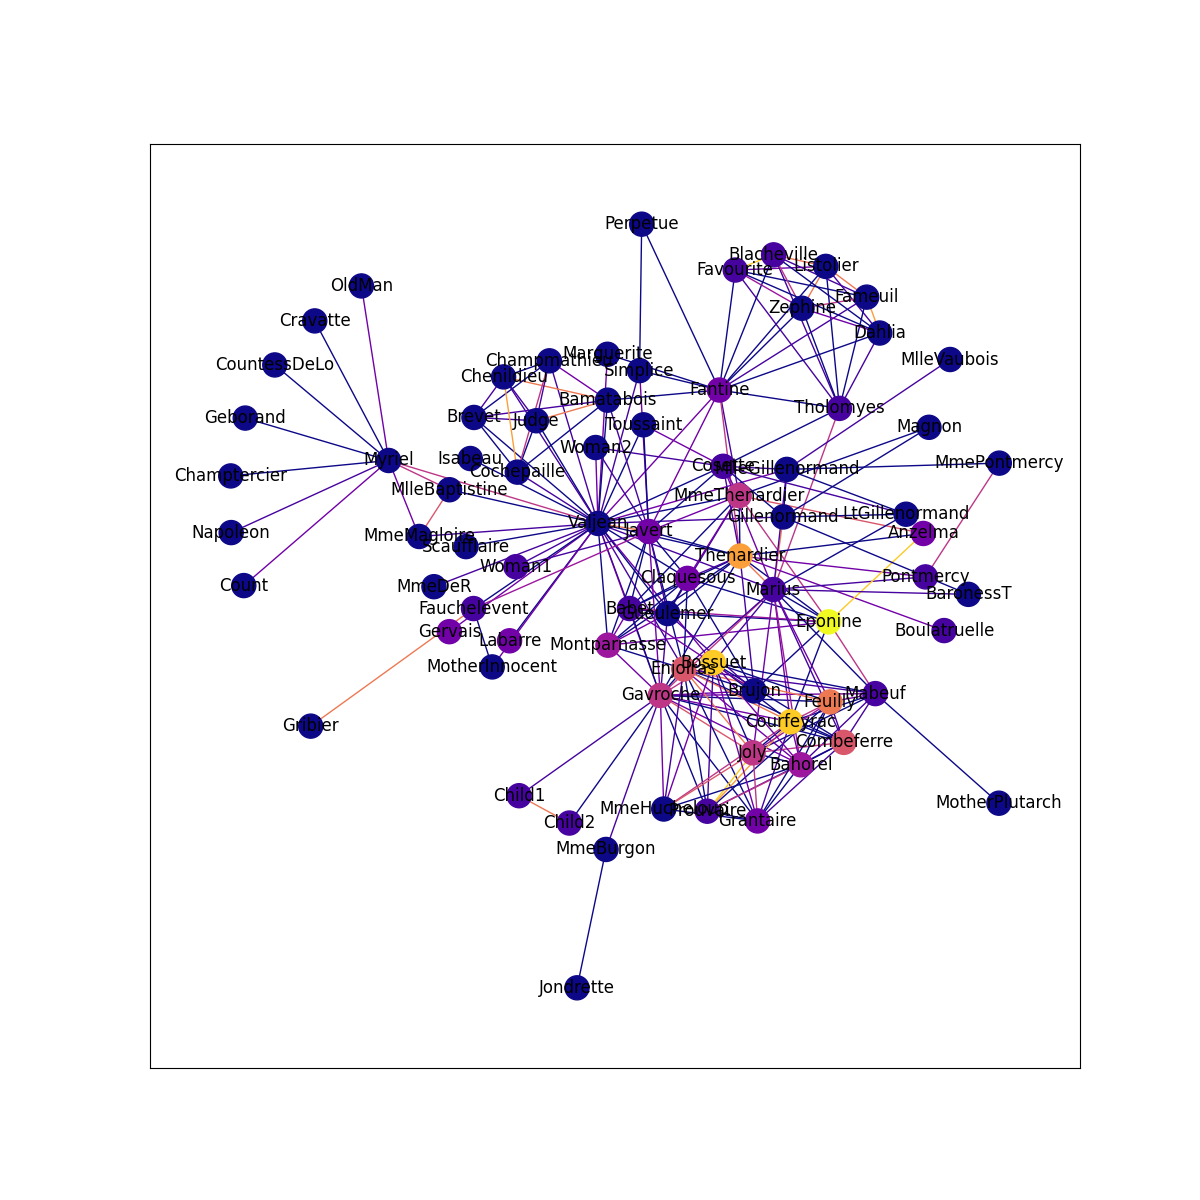 Perpetue
Blacheville
Favourite
Listolier
OldMan
Fameuil
Zephine
Cravatte
Dahlia
Marguerite
MlleVaubois
Champmathieu
CountessDeLo
Simplice
Chenildieu
Fantine
Bamatabois
Tholomyes
Geborand
Brevet
Judge
Toussaint
Magnon
Woman2
Myriel
Isabeau
MmePontmercy
Cosette
MlleGillenormand
Champtercier
Cochepaille
MlleBaptistine
MmeThenardier
LtGillenormand
Gillenormand
Valjean
Javert
Napoleon
Anzelma
MmeMagloire
Scaufflaire
Thenardier
Woman1
Claquesous
Pontmercy
Count
MmeDeR
Marius
BaronessT
Fauchelevent
Babet
Gueulemer
Eponine
Gervais
Boulatruelle
Labarre
Montparnasse
MotherInnocent
Bossuet
Enjolras
Brujon
Gavroche
Mabeuf
Feuilly
Courfeyrac
Gribier
Combeferre
Joly
Bahorel
Child1
MotherPlutarch
MmeHucheloup
Prouvaire
Grantaire
Child2
MmeBurgon
Jondrette